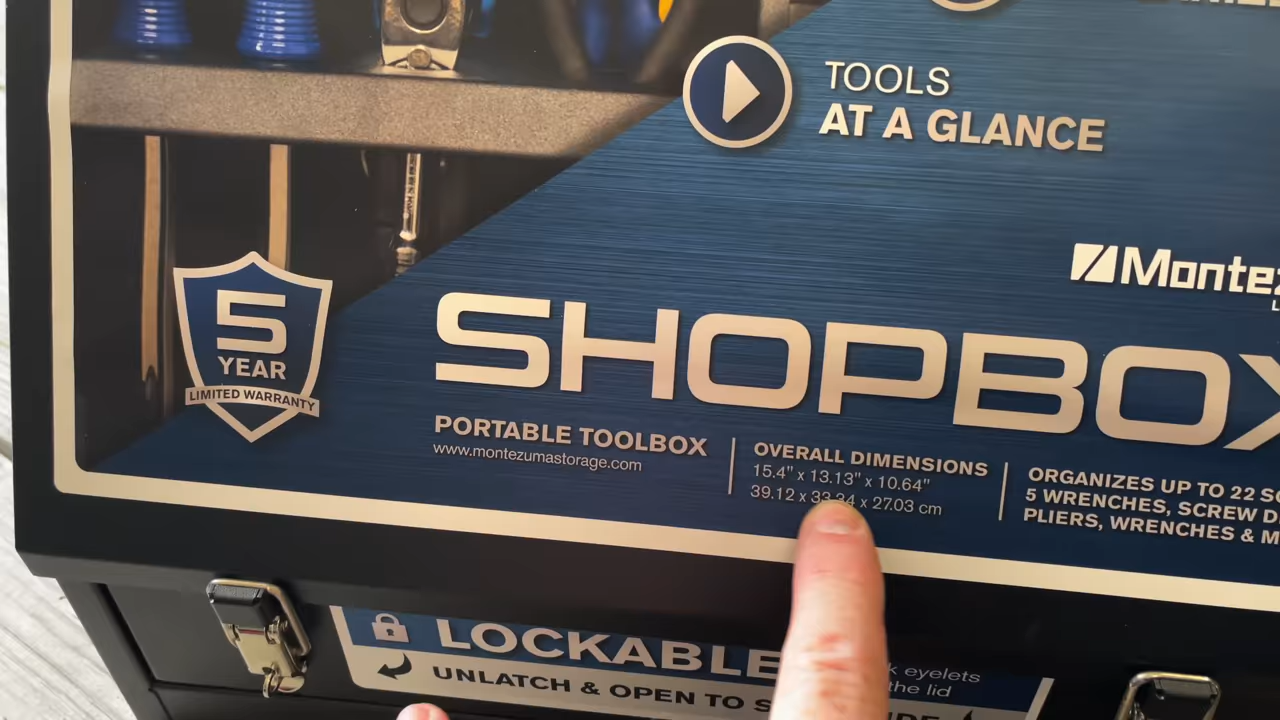 TOOLS
AT A GLANCE
5
YEAR
LIMITED WARRANTY
SHOPBOX
PORTABLE TOOLBOX
www.montezumastorage.com
OVERALL DIMENSIONS
15.4" x 13.13" x 10.64"
39.12 x 33.34 x 27.03 cm
ORGANIZES UP TO 22
5 WRENCHES, SCREW
PLIERS, WRENCHES &
LOCKABLE
eyelets
the lid
UNLATCH & OPEN TO